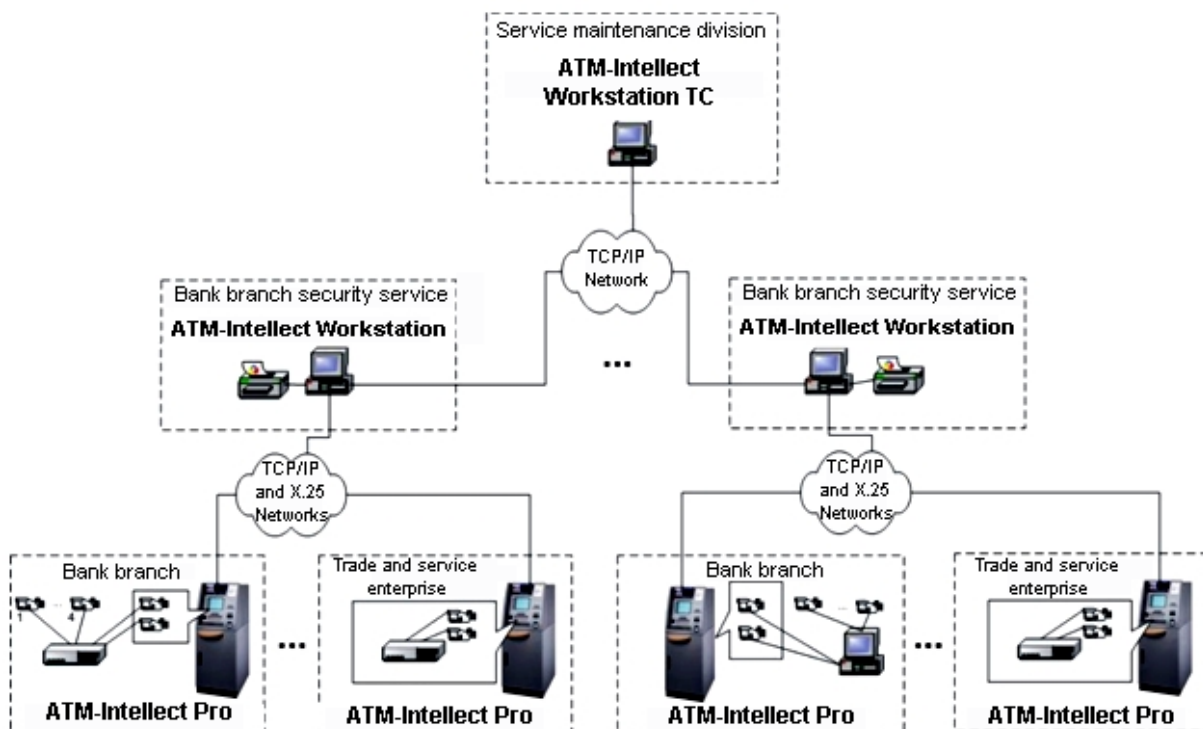 Service maintenance division
ATM-Intellect
Workstation TC
TCP/IP
Network
Bank branch security service
ATM-Intellect Workstation
Bank branch security service
ATM-Intellect Workstation
...
TCP/IP
and X.25
Networks
TCP/IP
and X.25
Networks
Bank branch
1
...
4
ATM-Intellect Pro
...
Trade and service
enterprise
ATM-Intellect Pro
Bank branch
...
ATM-Intellect Pro
...
Trade and service
enterprise
ATM-Intellect Pro